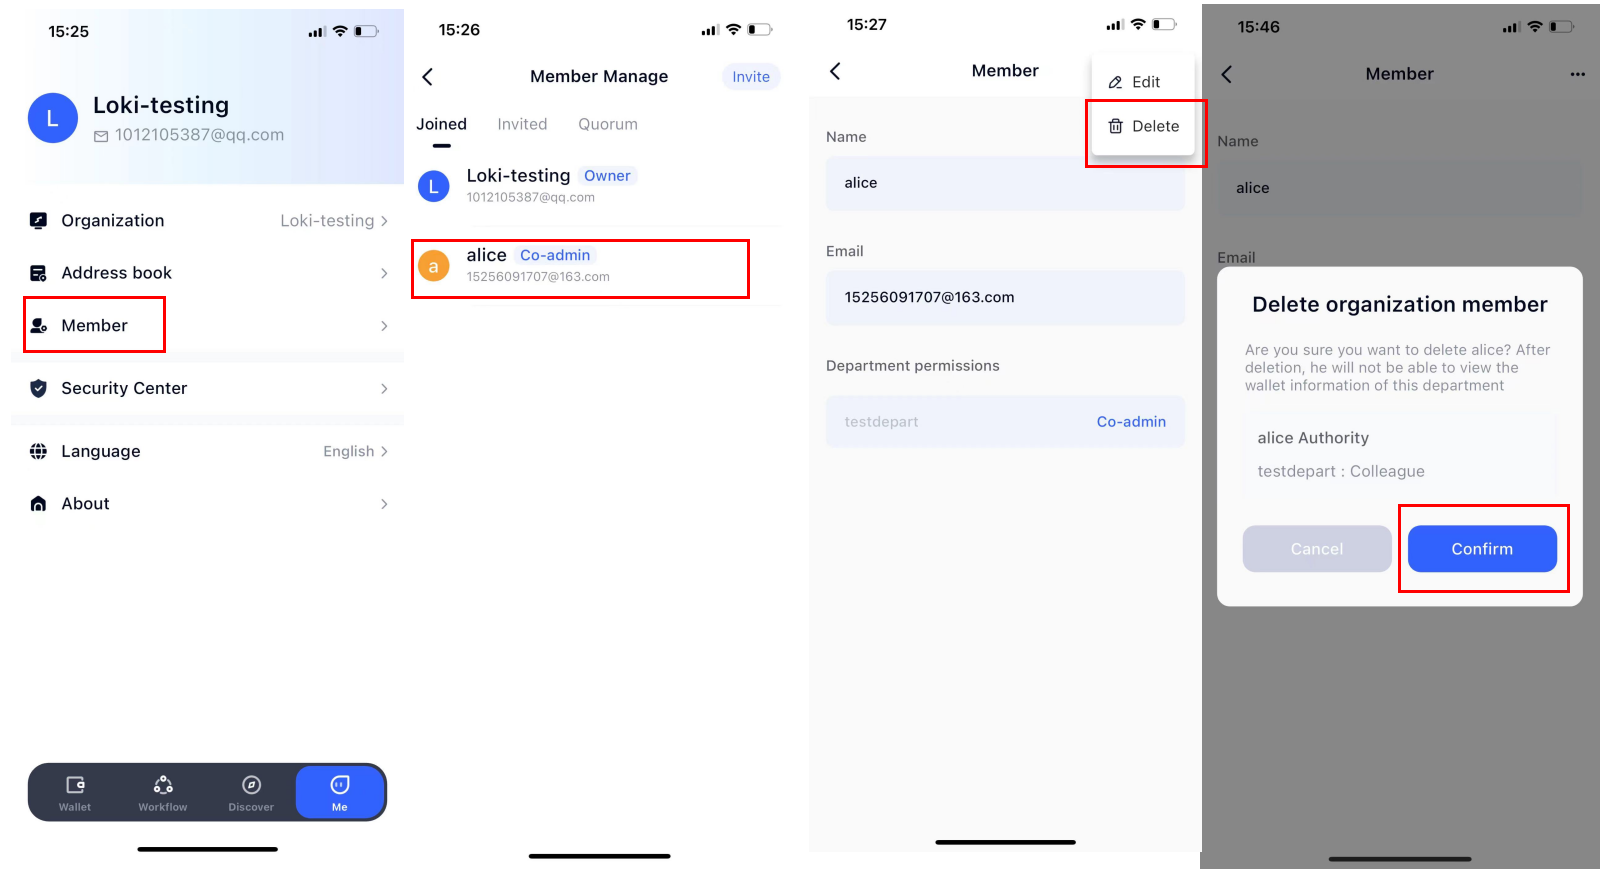 15:25
L
Loki-testing
1012105387@qq.com
Organization
Loki-testing
Address book
Member
Security Center
Language
English
About
Wallet
Workflow
Discover
Me
15:26
Member Manage
Invite
Joined
Invited
Quorum
L
Loki-testing
Owner
1012105387@qq.com
a
alice
Co-admin
15256091707@163.com
15:27
Member
Edit
Delete
Name
alice
Email
15256091707@163.com
Department permissions
testdepart
Co-admin
15:46
Member
Name
alice
Email
Delete organization member
Are you sure you want to delete alice? After
deletion, he will not be able to view the
wallet information of this department
alice Authority
testdepart : Colleague
Cancel
Confirm